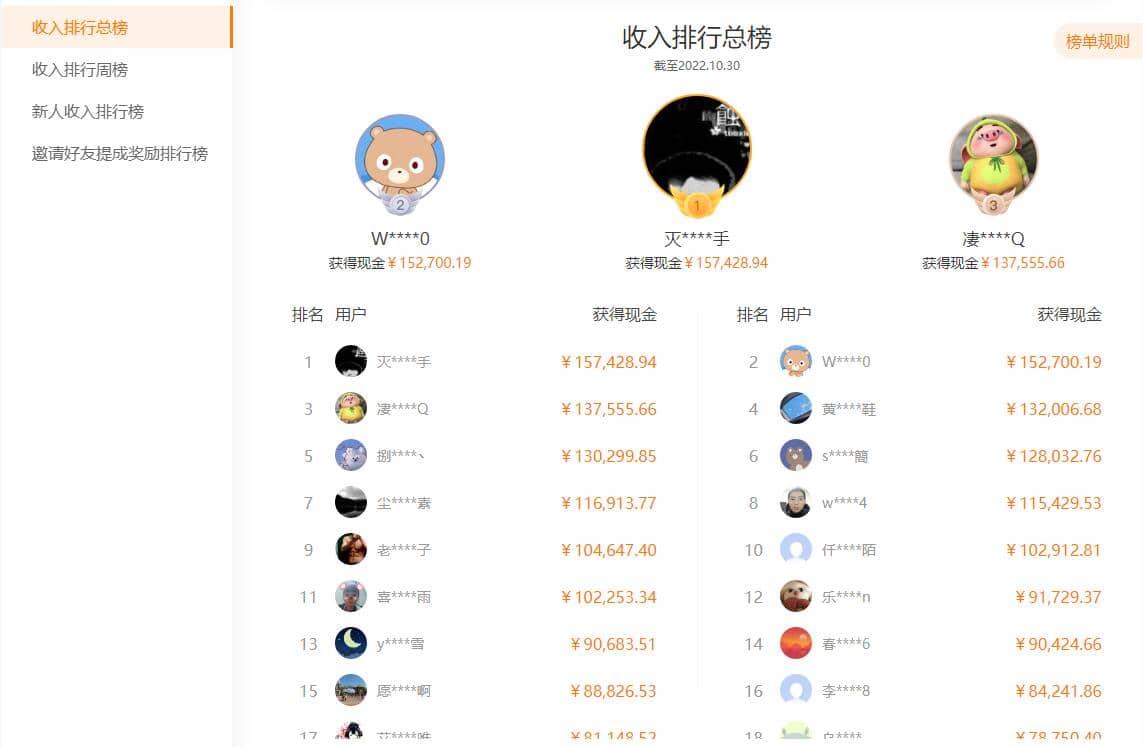 收入排行总榜
收入排行周榜
新人收入排行榜
邀请好友提成奖励排行榜
收入排行总榜
榜单规则
截至2022.10.30
2
1
3
W****0
灭****手
凄****Q
获得现金￥152,700.19
获得现金￥157,428.94
获得现金￥137,555.66
排名 用户 获得现金 排名 用户 获得现金
1 灭****手 ￥157,428.94 2 W****0 ￥152,700.19
3 凄****Q ￥137,555.66 4 黄****鞋 ￥132,006.68
5 捌****丶 ￥130,299.85 6 s****簡 ￥128,032.76
7 尘****素 ￥116,913.77 8 w****4 ￥115,429.53
9 老****子 ￥104,647.40 10 仟****陌 ￥102,912.81
11 喜****雨 ￥102,253.34 12 乐****n ￥91,729.37
13 y****雪 ￥90,683.51 14 春****6 ￥90,424.66
15 愿****啊 ￥88,826.53 16 李****8 ￥84,241.86
17 ￥81,148.52 18 ￥78,750.40